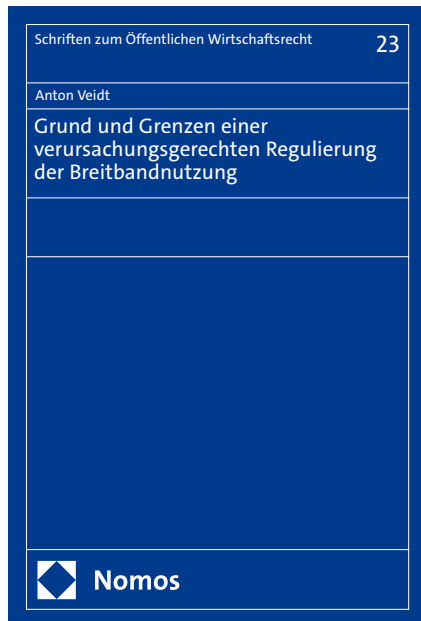 Schriften zum Öffentlichen Wirtschaftsrecht 23
Anton Veidt
Grund und Grenzen einer
verursachungsgerechten Regulierung
der Breitbandnutzung
Nomos